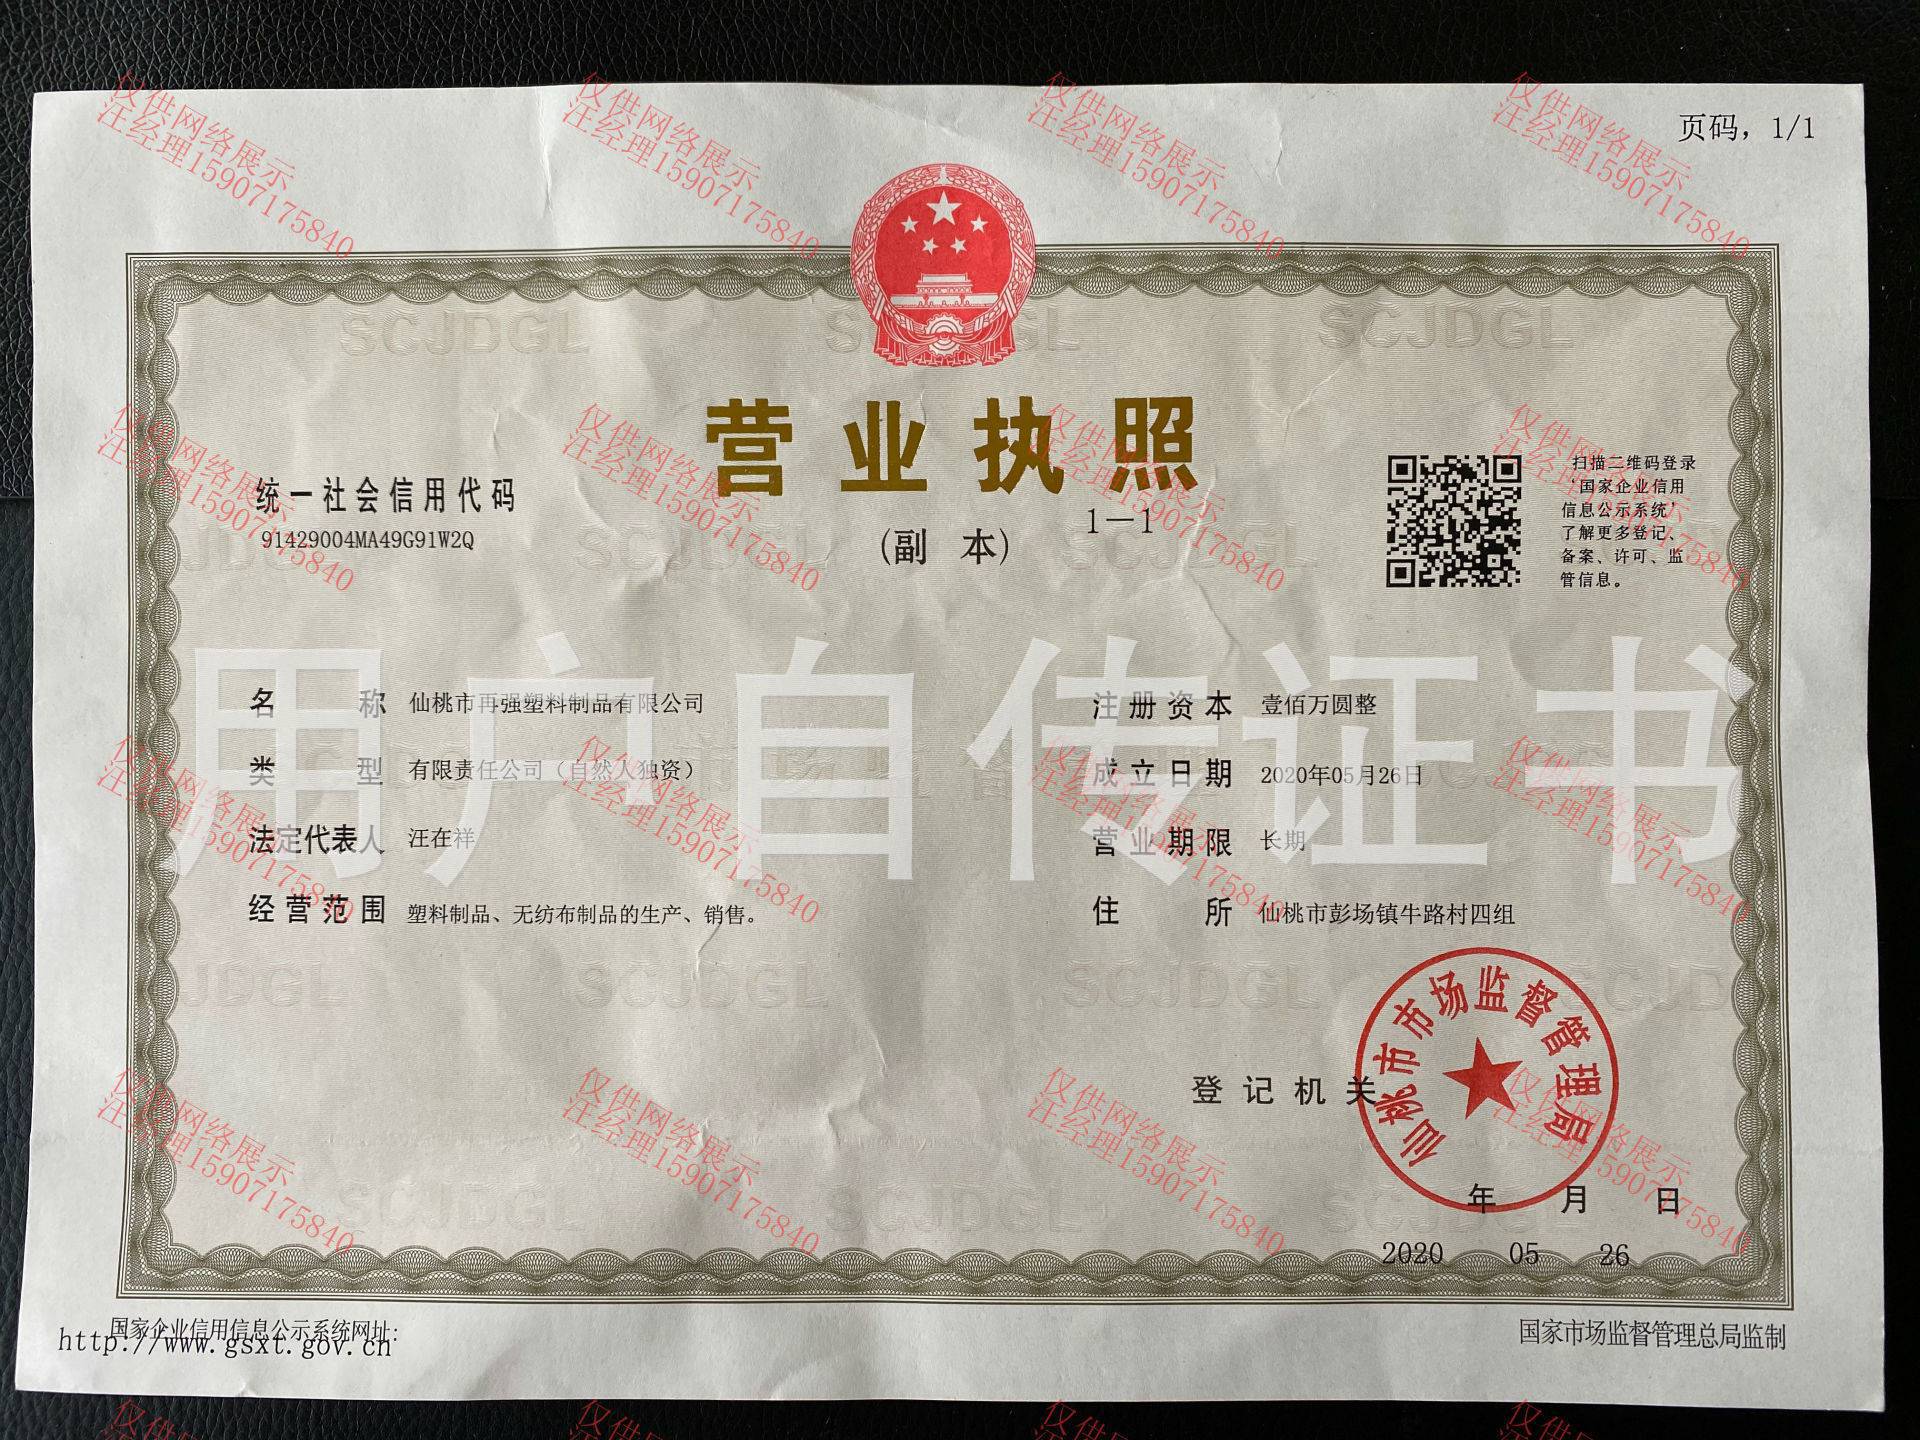 页码，1/1
SCJDGL SCJDGL SCJDGL
营业执照
统一社会信用代码
91429004MA49G91W2Q
(副 本)
1－1
扫描二维码登录
‘国家企业信用
信息公示系统’
了解更多登记、
备案、许可、监
管信息。
名 称 仙桃市再强塑料制品有限公司
类 型 有限责任公司（自然人独资）
法定代表人 汪在祥
经营范围 塑料制品、无纺布制品的生产、销售。
注册资本 壹佰万圆整
成立日期 2020年05月26日
营业期限 长期
住 所 仙桃市彭场镇牛路村四组
用户自传证书
登记机关
仙桃市市场监督管理局
年 月 日
2020 05 26
国家企业信用信息公示系统网址:
http://www.gsxt.gov.cn
国家市场监督管理总局监制
仅供网络展示
汪经理15907175840